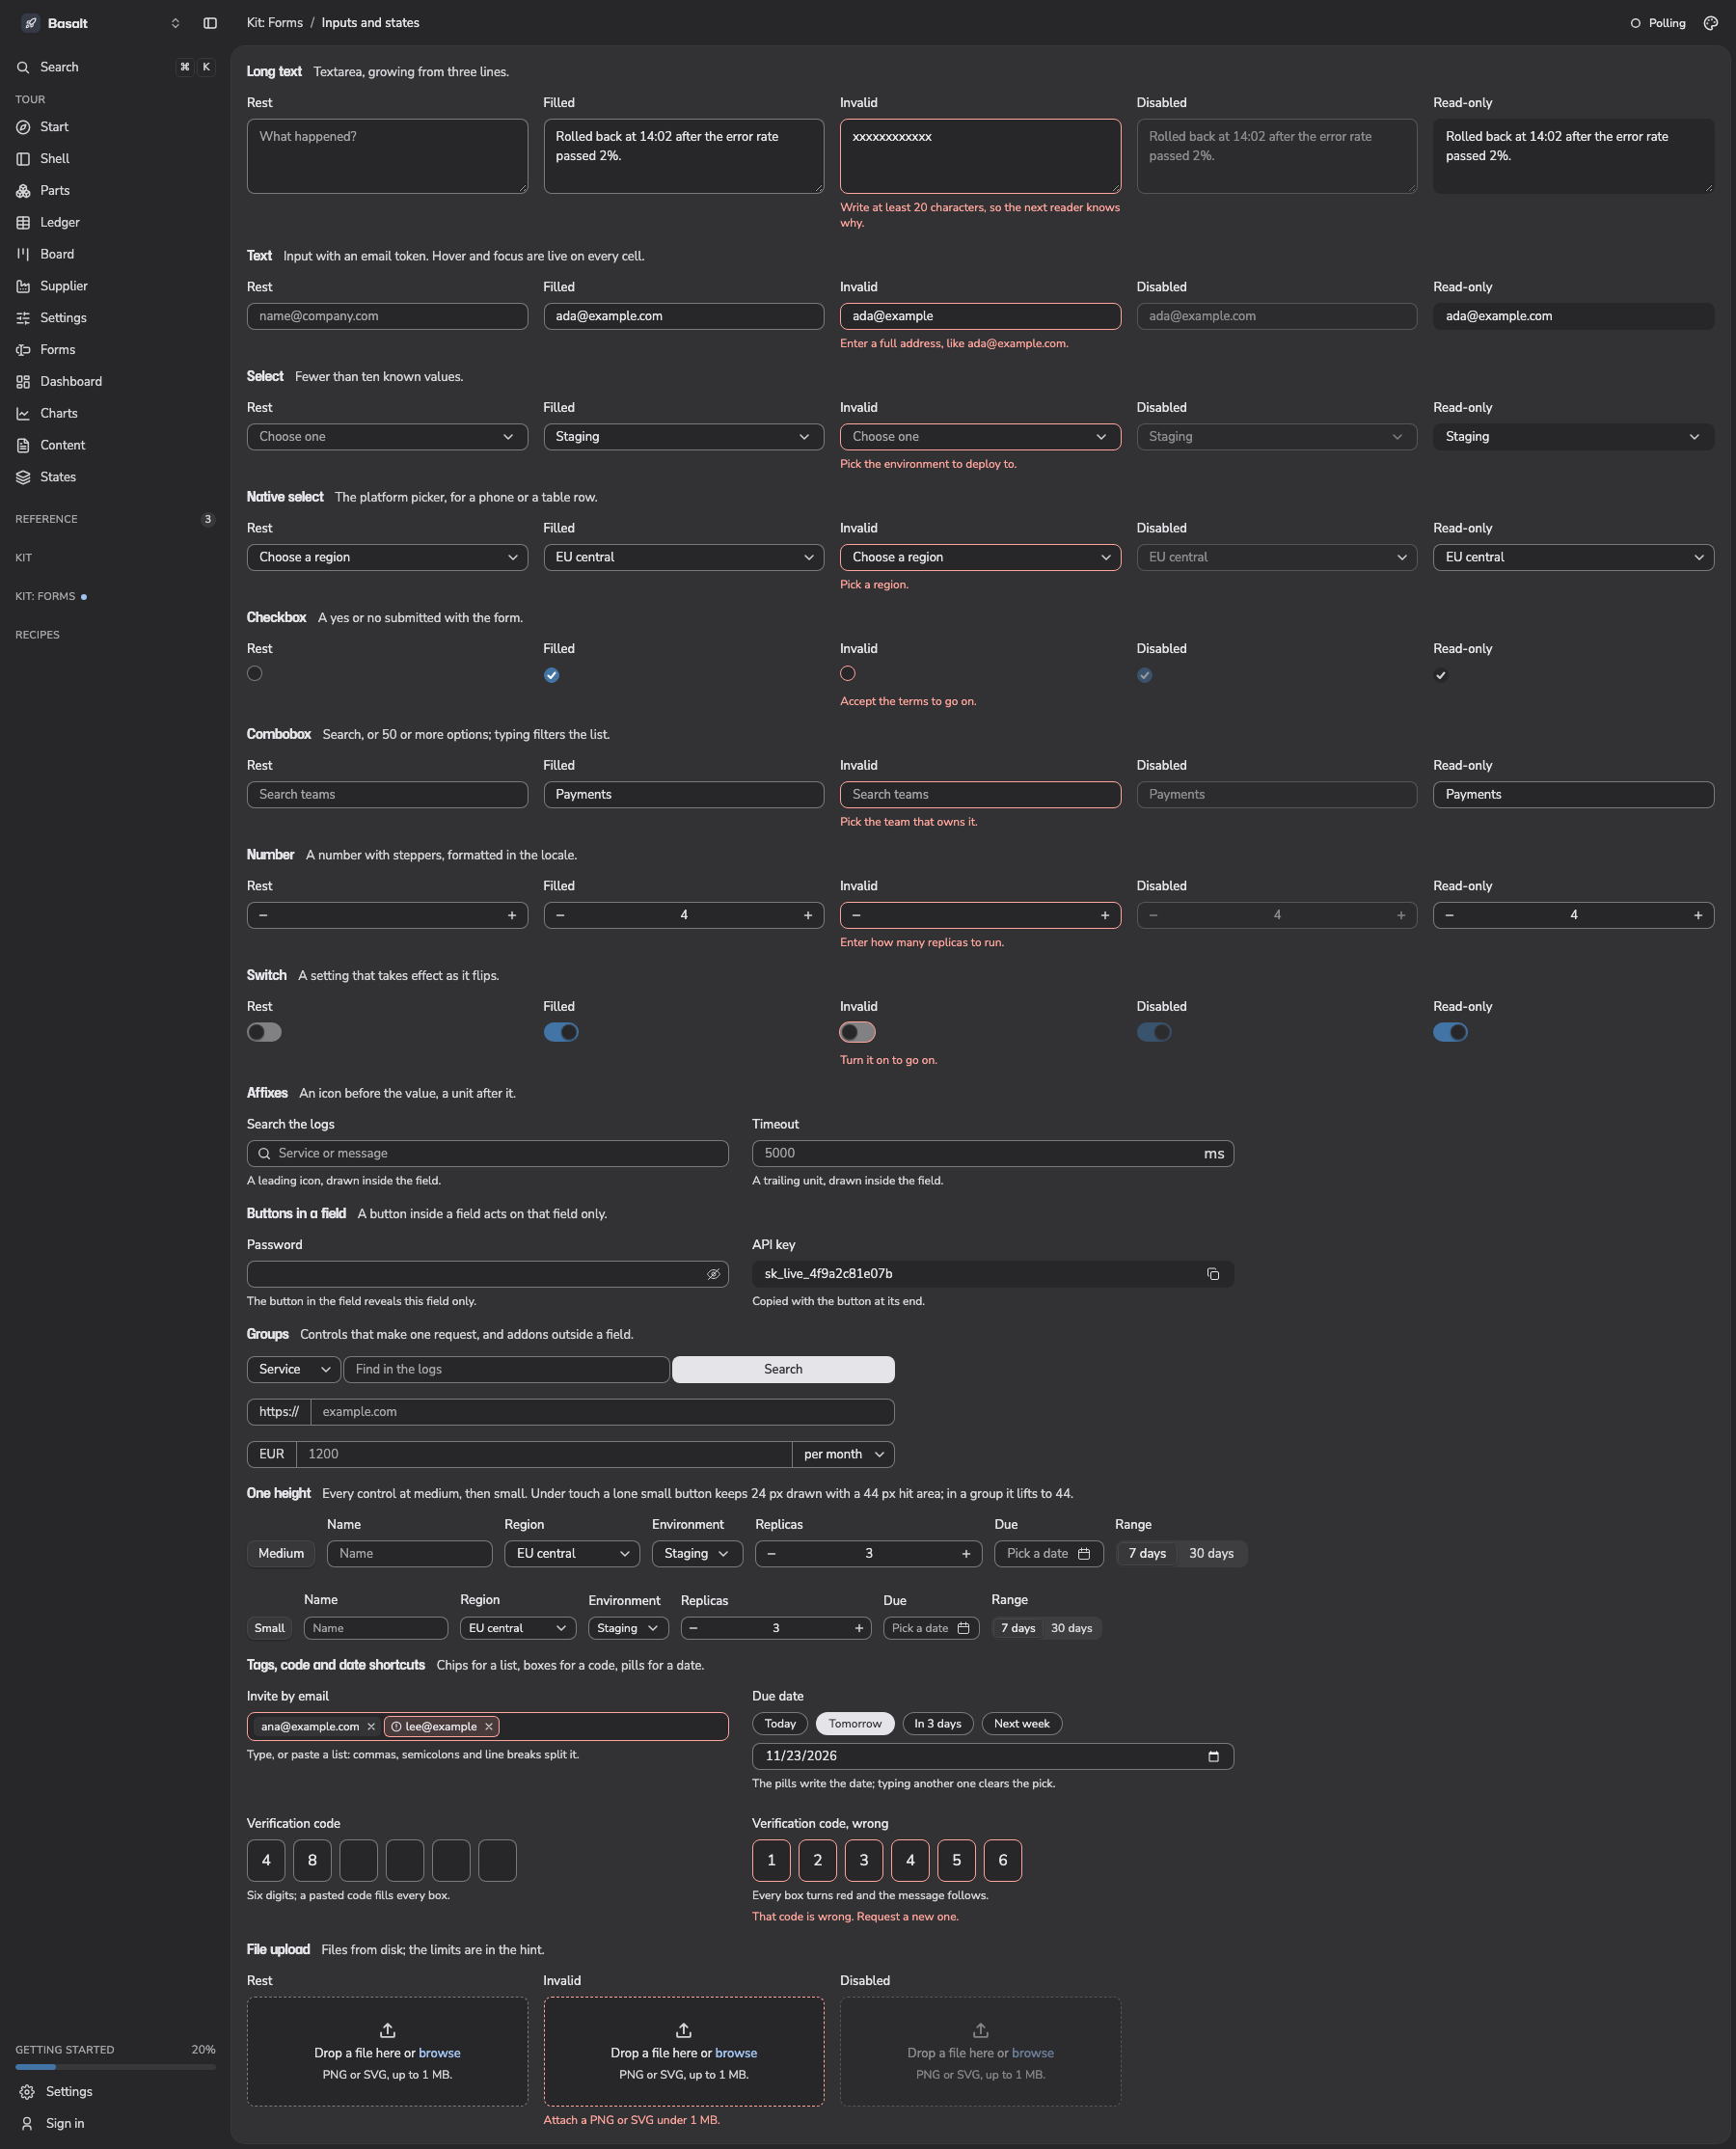 Basalt
Search
⌘ K
TOUR
Start
Shell
Parts
Ledger
Board
Supplier
Settings
Forms
Dashboard
Charts
Content
States
REFERENCE 3
KIT
KIT: FORMS
RECIPES
GETTING STARTED 20%
Settings
Sign in
Kit: Forms / Inputs and states
Polling
Long text Textarea, growing from three lines.
Rest Filled Invalid Disabled Read-only
What happened?
Rolled back at 14:02 after the error rate
passed 2%.
xxxxxxxxxxxx
Write at least 20 characters, so the next reader knows
why.
Rolled back at 14:02 after the error rate
passed 2%.
Rolled back at 14:02 after the error rate
passed 2%.
Text Input with an email token. Hover and focus are live on every cell.
Rest Filled Invalid Disabled Read-only
name@company.com ada@example.com ada@example ada@example.com ada@example.com
Enter a full address, like ada@example.com.
Select Fewer than ten known values.
Rest Filled Invalid Disabled Read-only
Choose one Staging Choose one Staging Staging
Pick the environment to deploy to.
Native select The platform picker, for a phone or a table row.
Rest Filled Invalid Disabled Read-only
Choose a region EU central Choose a region EU central EU central
Pick a region.
Checkbox A yes or no submitted with the form.
Rest Filled Invalid Disabled Read-only
Accept the terms to go on.
Combobox Search, or 50 or more options; typing filters the list.
Rest Filled Invalid Disabled Read-only
Search teams Payments Search teams Payments Payments
Pick the team that owns it.
Number A number with steppers, formatted in the locale.
Rest Filled Invalid Disabled Read-only
− + − 4 + − + − 4 + − 4 +
Enter how many replicas to run.
Switch A setting that takes effect as it flips.
Rest Filled Invalid Disabled Read-only
Turn it on to go on.
Affixes An icon before the value, a unit after it.
Search the logs Timeout
Service or message 5000 ms
A leading icon, drawn inside the field. A trailing unit, drawn inside the field.
Buttons in a field A button inside a field acts on that field only.
Password API key
sk_live_4f9a2c81e07b
The button in the field reveals this field only. Copied with the button at its end.
Groups Controls that make one request, and addons outside a field.
Service Find in the logs Search
https:// example.com
EUR 1200 per month
One height Every control at medium, then small. Under touch a lone small button keeps 24 px drawn with a 44 px hit area; in a group it lifts to 44.
Name Region Environment Replicas Due Range
Medium Name EU central Staging − 3 + Pick a date 7 days 30 days
Name Region Environment Replicas Due Range
Small Name EU central Staging − 3 + Pick a date 7 days 30 days
Tags, code and date shortcuts Chips for a list, boxes for a code, pills for a date.
Invite by email
ana@example.com lee@example
Type, or paste a list: commas, semicolons and line breaks split it.
Due date
Today Tomorrow In 3 days Next week
11/23/2026
The pills write the date; typing another one clears the pick.
Verification code
4 8
Six digits; a pasted code fills every box.
Verification code, wrong
1 2 3 4 5 6
Every box turns red and the message follows.
That code is wrong. Request a new one.
File upload Files from disk; the limits are in the hint.
Rest Invalid Disabled
Drop a file here or browse Drop a file here or browse Drop a file here or browse
PNG or SVG, up to 1 MB. PNG or SVG, up to 1 MB. PNG or SVG, up to 1 MB.
Attach a PNG or SVG under 1 MB.